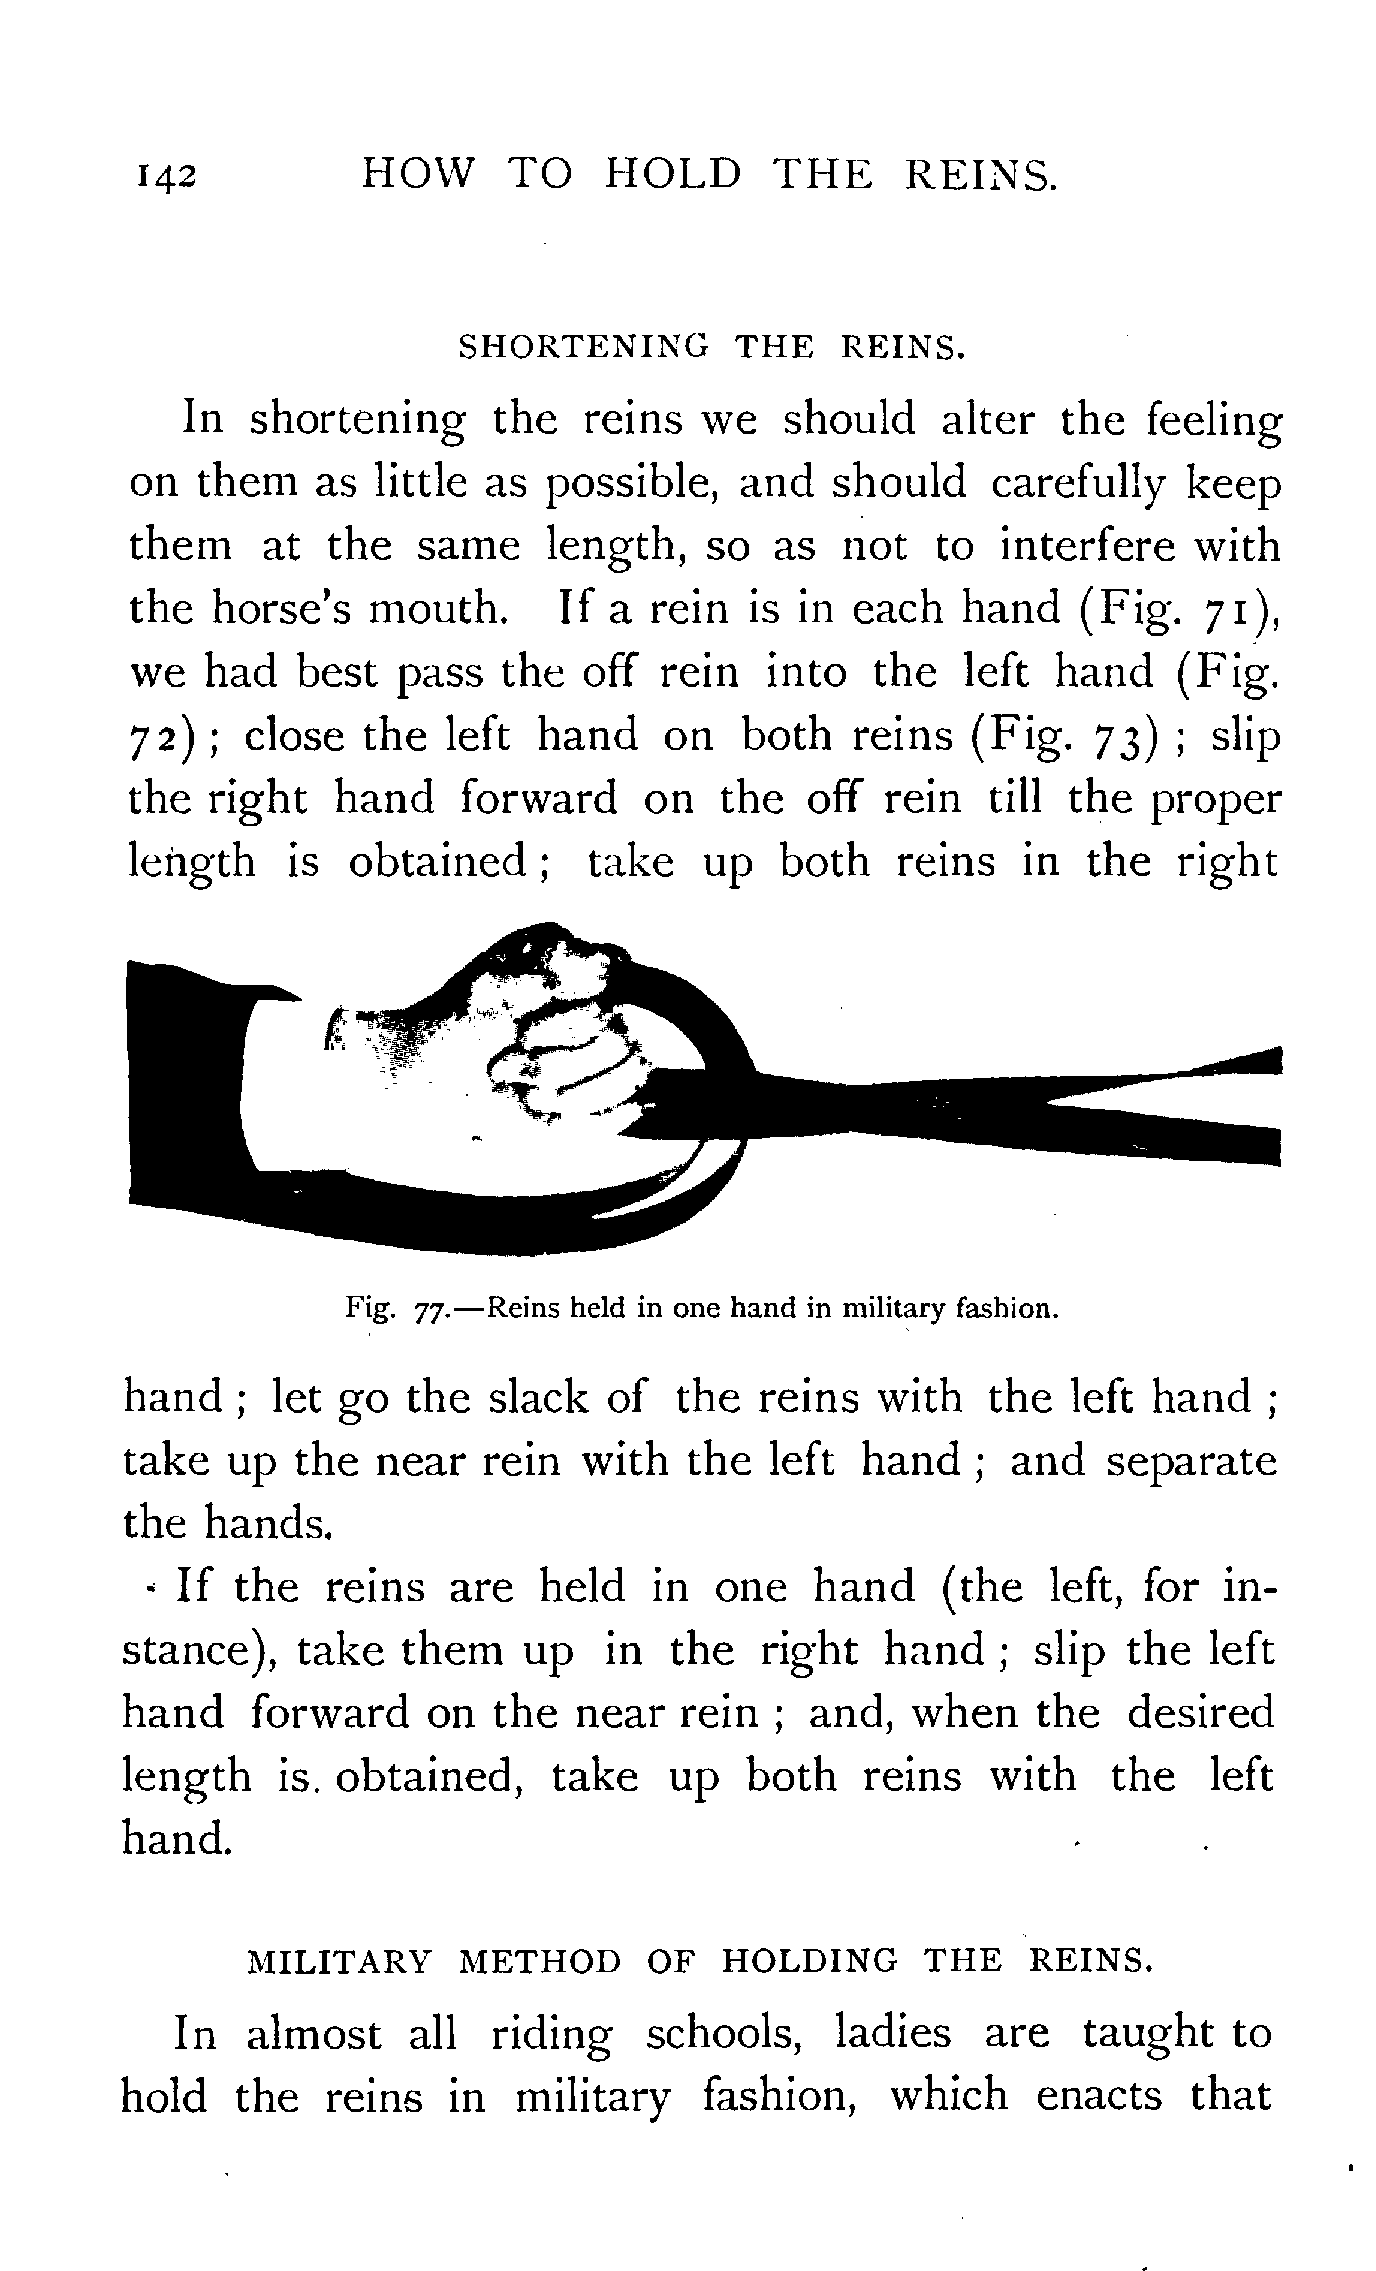 142 HOW TO HOLD THE REINS.
SHORTENING THE REINS.
In shortening the reins we should alter the feeling
on them as little as possible, and should carefully keep
them at the same length, so as not to interfere with
the horse's mouth. If a rein is in each hand (Fig. 71),
we had best pass the off rein into the left hand (Fig.
72) ; close the left hand on both reins (Fig. 73) ; slip
the right hand forward on the off rein till the proper
length is obtained ; take up both reins in the right
Fig. 77.—Reins held in one hand in military fashion.
hand ; let go the slack of the reins with the left hand ;
take up the near rein with the left hand ; and separate
the hands.
If the reins are held in one hand (the left, for in-
stance), take them up in the right hand ; slip the left
hand forward on the near rein ; and, when the desired
length is. obtained, take up both reins with the left
hand.
MILITARY METHOD OF HOLDING THE REINS.
In almost all riding schools, ladies are taught to
hold the reins in military fashion, which enacts that